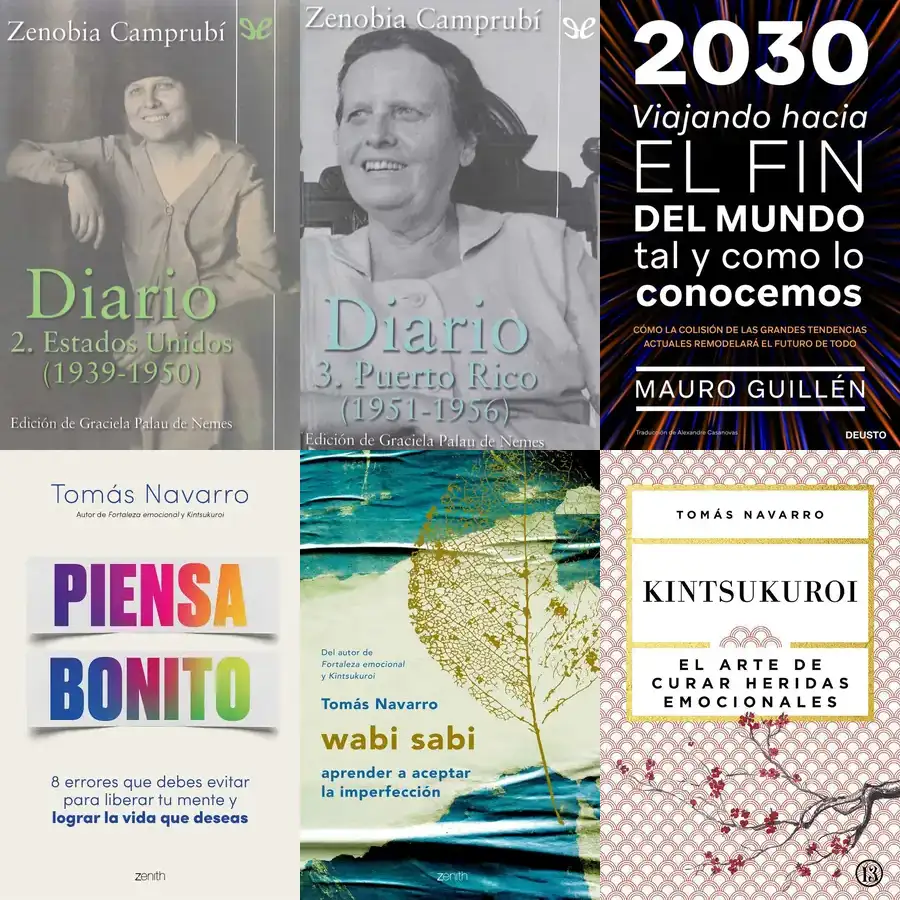 Zenobia Camprubí
Diario
2. Estados Unidos
(1939-1950)
Edición de Graciela Palau de Nemes
Zenobia Camprubí
Diario
3. Puerto Rico
(1951-1956)
Edición de Graciela Palau de Nemes
2030
Viajando hacia
EL FIN
DEL MUNDO
tal y como lo
conocemos
CÓMO LA COLISIÓN DE LAS GRANDES TENDENCIAS
ACTUALES REMODELARÁ EL FUTURO DE TODO
MAURO GUILLÉN
Traducción de Alexandre Casanovas
DEUSTO
Tomás Navarro
Autor de Fortaleza emocional y Kintsukuroi
PIENSA
BONITO
8 errores que debes evitar
para liberar tu mente y
lograr la vida que deseas
zenith
Del autor de
Fortaleza emocional
y Kintsukuroi
Tomás Navarro
wabi sabi
aprender a aceptar
la imperfección
zenith
TOMÁS NAVARRO
KINTSUKUROI
EL ARTE DE
CURAR HERIDAS
EMOCIONALES
13